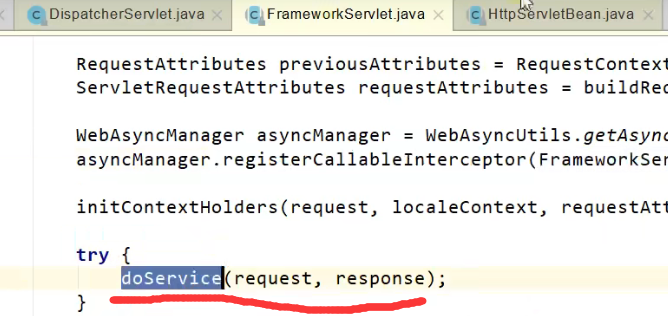 DispatcherServlet.java × FrameworkServlet.java × HttpServletBean.java ×
RequestAttributes previousAttributes = RequestContext
ServletRequestAttributes requestAttributes = buildReq
WebAsyncManager asyncManager = WebAsyncUtils.getAsync
asyncManager.registerCallableInterceptor(FrameworkSer
initContextHolders(request, localeContext, requestAtt
try {
doService(request, response);
}